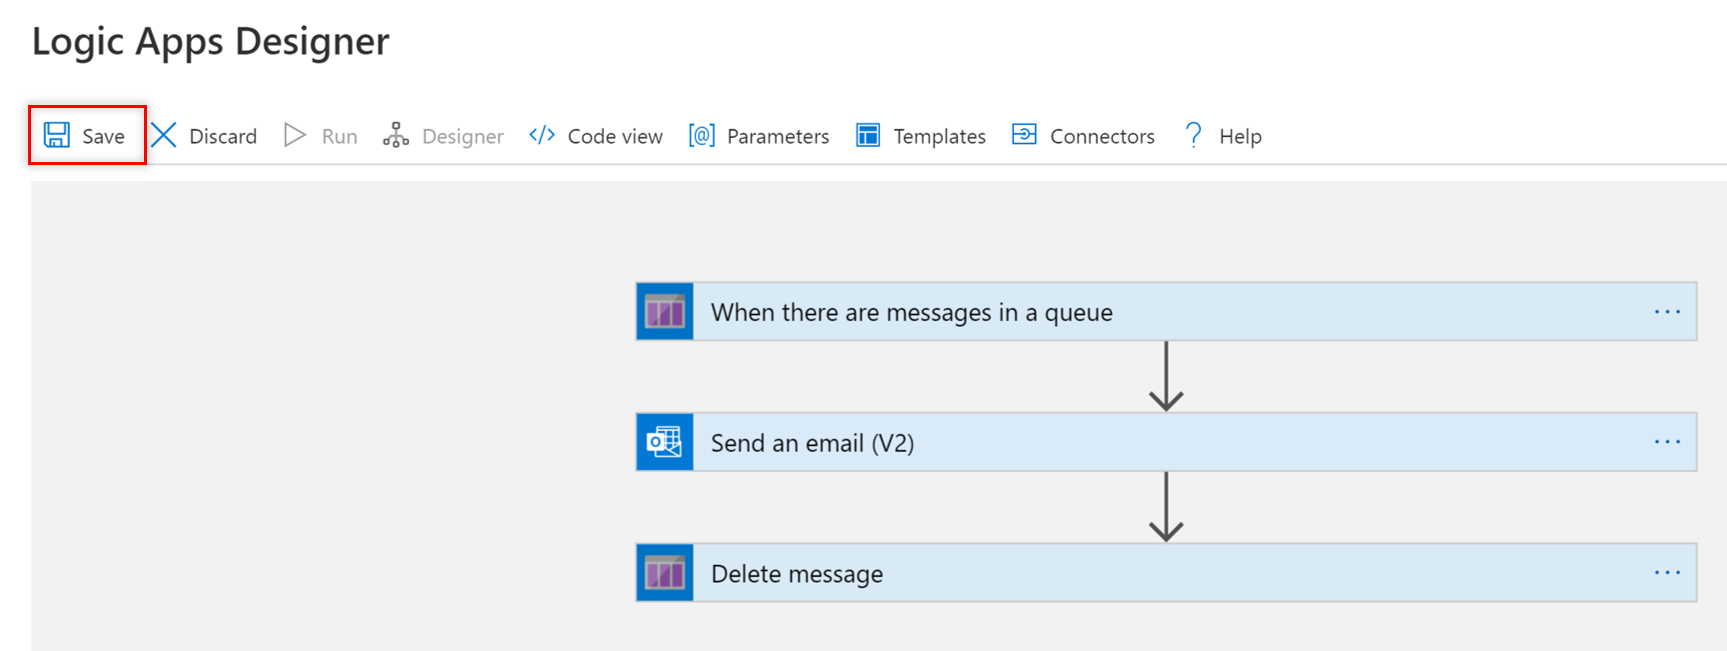 Logic Apps Designer
Save Discard Run Designer </> Code view [@] Parameters Templates Connectors ? Help
When there are messages in a queue ...
Send an email (V2) ...
Delete message ...